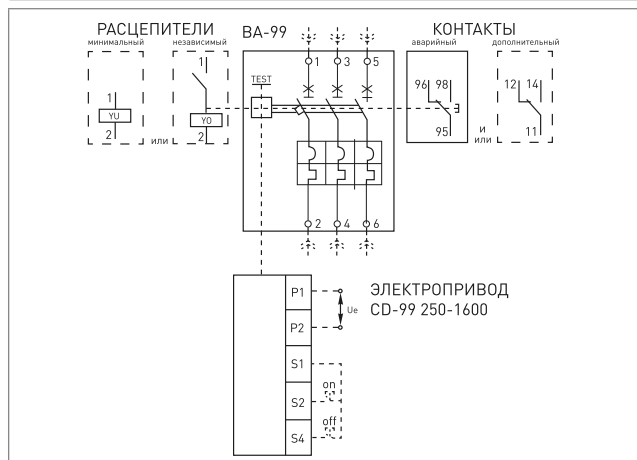 РАСЦЕПИТЕЛИ
минимальный
независимый
ВА-99
КОНТАКТЫ
аварийный
дополнительный
1 3 5
TEST
1
YU
2
или
1
YO
2
96 98
95
и
или
12 14
11
2 4 6
P1
P2
S1
S2
S4
Ue
on
off
ЭЛЕКТРОПРИВОД
CD-99 250-1600